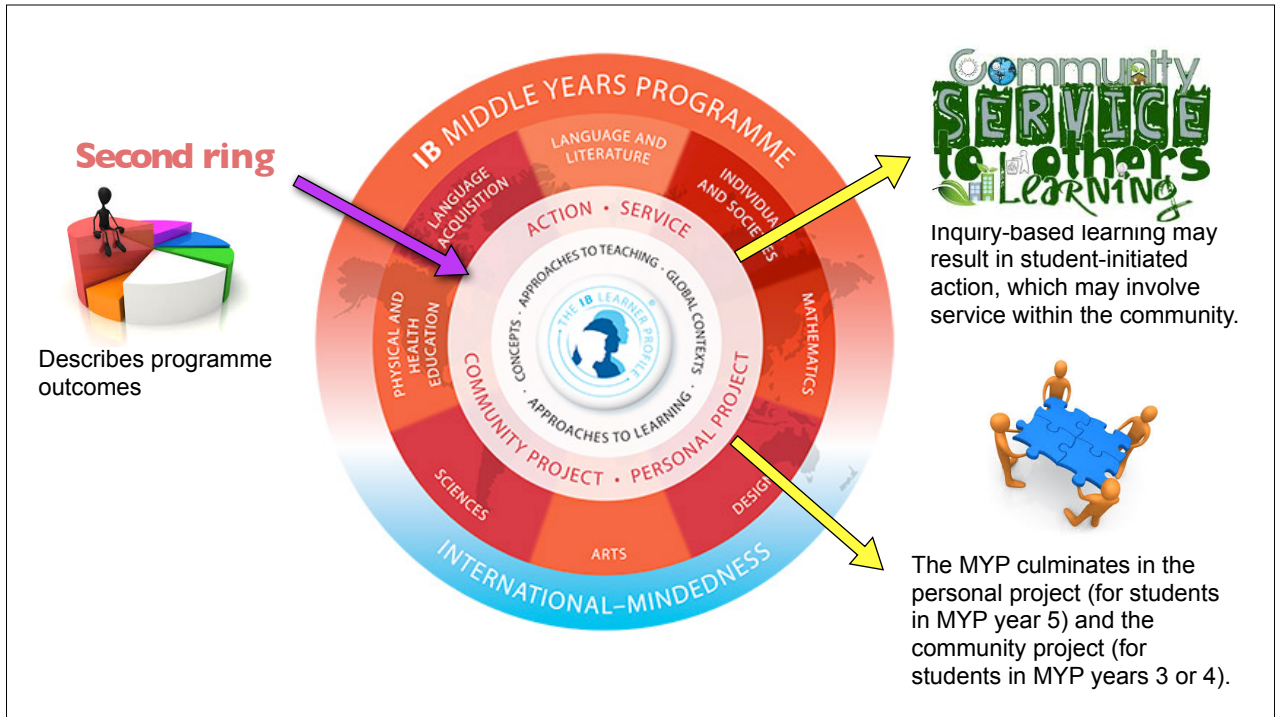 Second ring
Describes programme
outcomes
IB MIDDLE YEARS PROGRAMME
LANGUAGE
ACQUISITION
LANGUAGE AND
LITERATURE
INDIVIDUA
AND SOCIETIES
MATHEMATICS
DESIGN
ARTS
SCIENCES
PHYSICAL AND
HEALTH
EDUCATION
INTERNATIONAL–MINDEDNESS
ACTION • SERVICE
COMMUNITY PROJECT • PERSONAL PROJECT
APPROACHES TO TEACHING · GLOBAL CONTEXTS ·
APPROACHES TO LEARNING · CONCEPTS ·
THE IB LEARNER PROFILE ®
Community
SERVICE
to others
Learning
Inquiry-based learning may
result in student-initiated
action, which may involve
service within the community.
The MYP culminates in the
personal project (for students
in MYP year 5) and the
community project (for
students in MYP years 3 or 4).